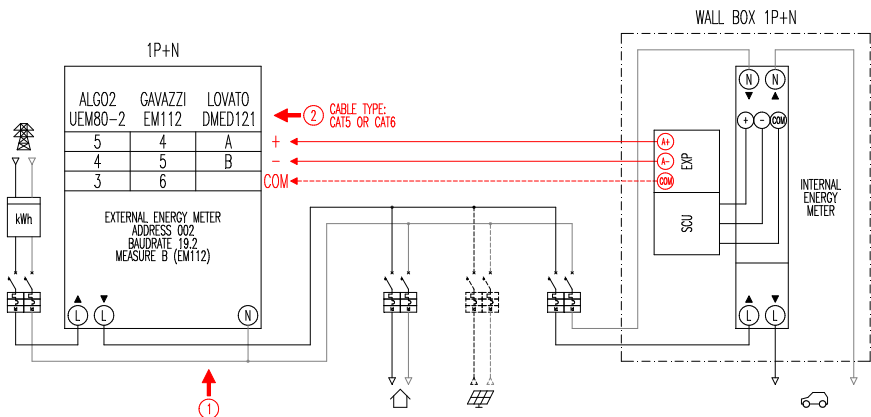 WALL BOX 1P+N
1P+N
ALGO2 GAVAZZI LOVATO
UEM80-2 EM112 DMED121
2 CABLE TYPE:
CAT5 OR CAT6
5 4 A +
4 5 B -
3 6 COM
A+
A-
COM
EXP
SCU
N N
+ - COM
INTERNAL
ENERGY
METER
kWh
EXTERNAL ENERGY METER
ADDRESS 002
BAUDRATE 19.2
MEASURE B (EM112)
L L N
L L
1